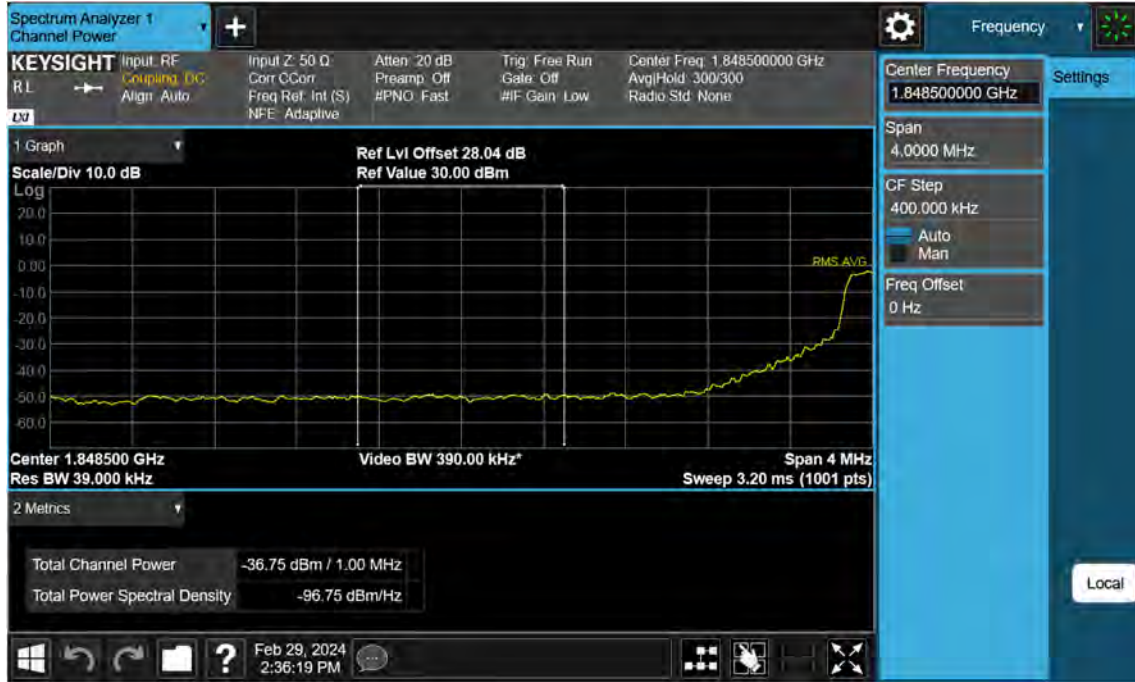 Spectrum Analyzer 1
Channel Power
Frequency
KEYSIGHT
RL
LXI
Input: RF
Coupling: DC
Align: Auto
Input Z: 50 Ω
Corr CCorr
Freq Ref: Int (S)
NFE: Adaptive
Atten: 20 dB
Preamp: Off
#PNO: Fast
Trig: Free Run
Gate: Off
#IF Gain: Low
Center Freq: 1.848500000 GHz
Avg|Hold: 300/300
Radio Std: None
1 Graph
Scale/Div 10.0 dB
Ref Lvl Offset 28.04 dB
Ref Value 30.00 dBm
Log
20.0
10.0
0.00
-10.0
-20.0
-30.0
-40.0
-50.0
-60.0
RMS AVG
Center 1.848500 GHz
Res BW 39.000 kHz
Video BW 390.00 kHz*
Span 4 MHz
Sweep 3.20 ms (1001 pts)
2 Metrics
Total Channel Power -36.75 dBm / 1.00 MHz
Total Power Spectral Density -96.75 dBm/Hz
Feb 29, 2024
2:36:19 PM
Center Frequency
1.848500000 GHz
Span
4.0000 MHz
CF Step
400.000 kHz
Auto
Man
Freq Offset
0 Hz
Settings
Local